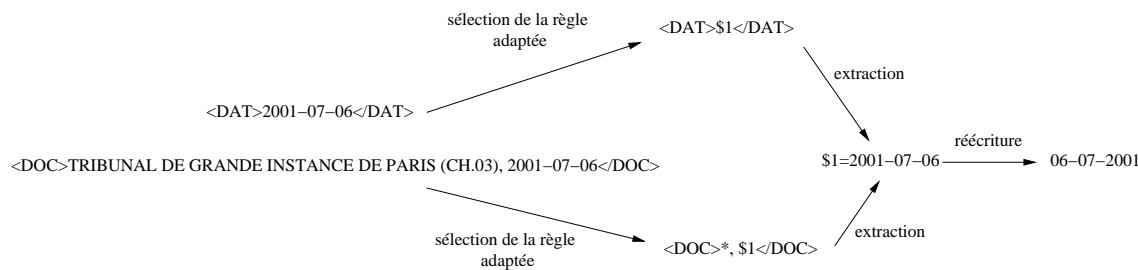 sélection de la règle
adaptée
<DAT>$1</DAT>
extraction
<DAT>2001−07−06</DAT>
<DOC>TRIBUNAL DE GRANDE INSTANCE DE PARIS (CH.03), 2001−07−06</DOC>
$1=2001−07−06
réécriture
06−07−2001
sélection de la règle
adaptée
<DOC>*, $1</DOC>
extraction